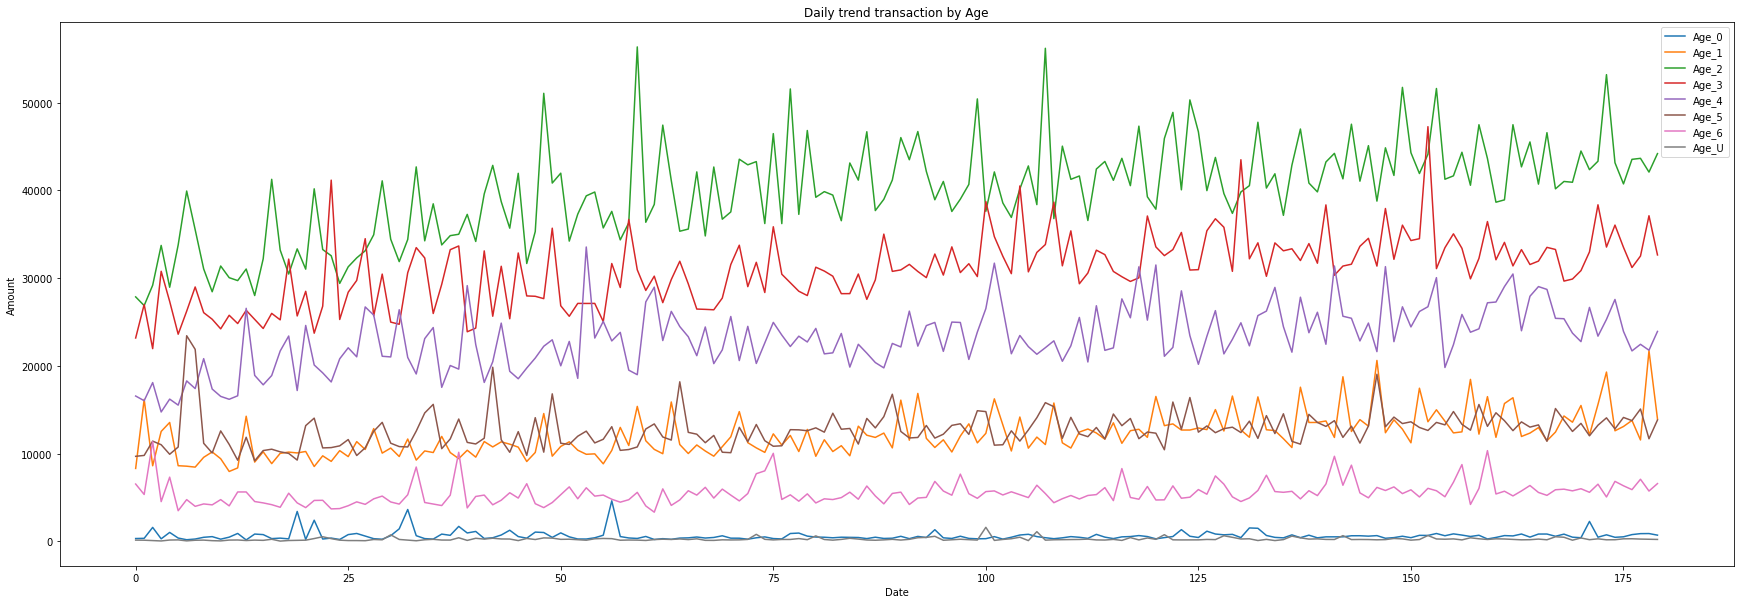 Daily trend transaction by Age
Age_0
Age_1
Age_2
Age_3
Age_4
Age_5
Age_6
Age_U
50000
40000
30000
20000
10000
0
Amount
0 25 50 75 100 125 150 175
Date